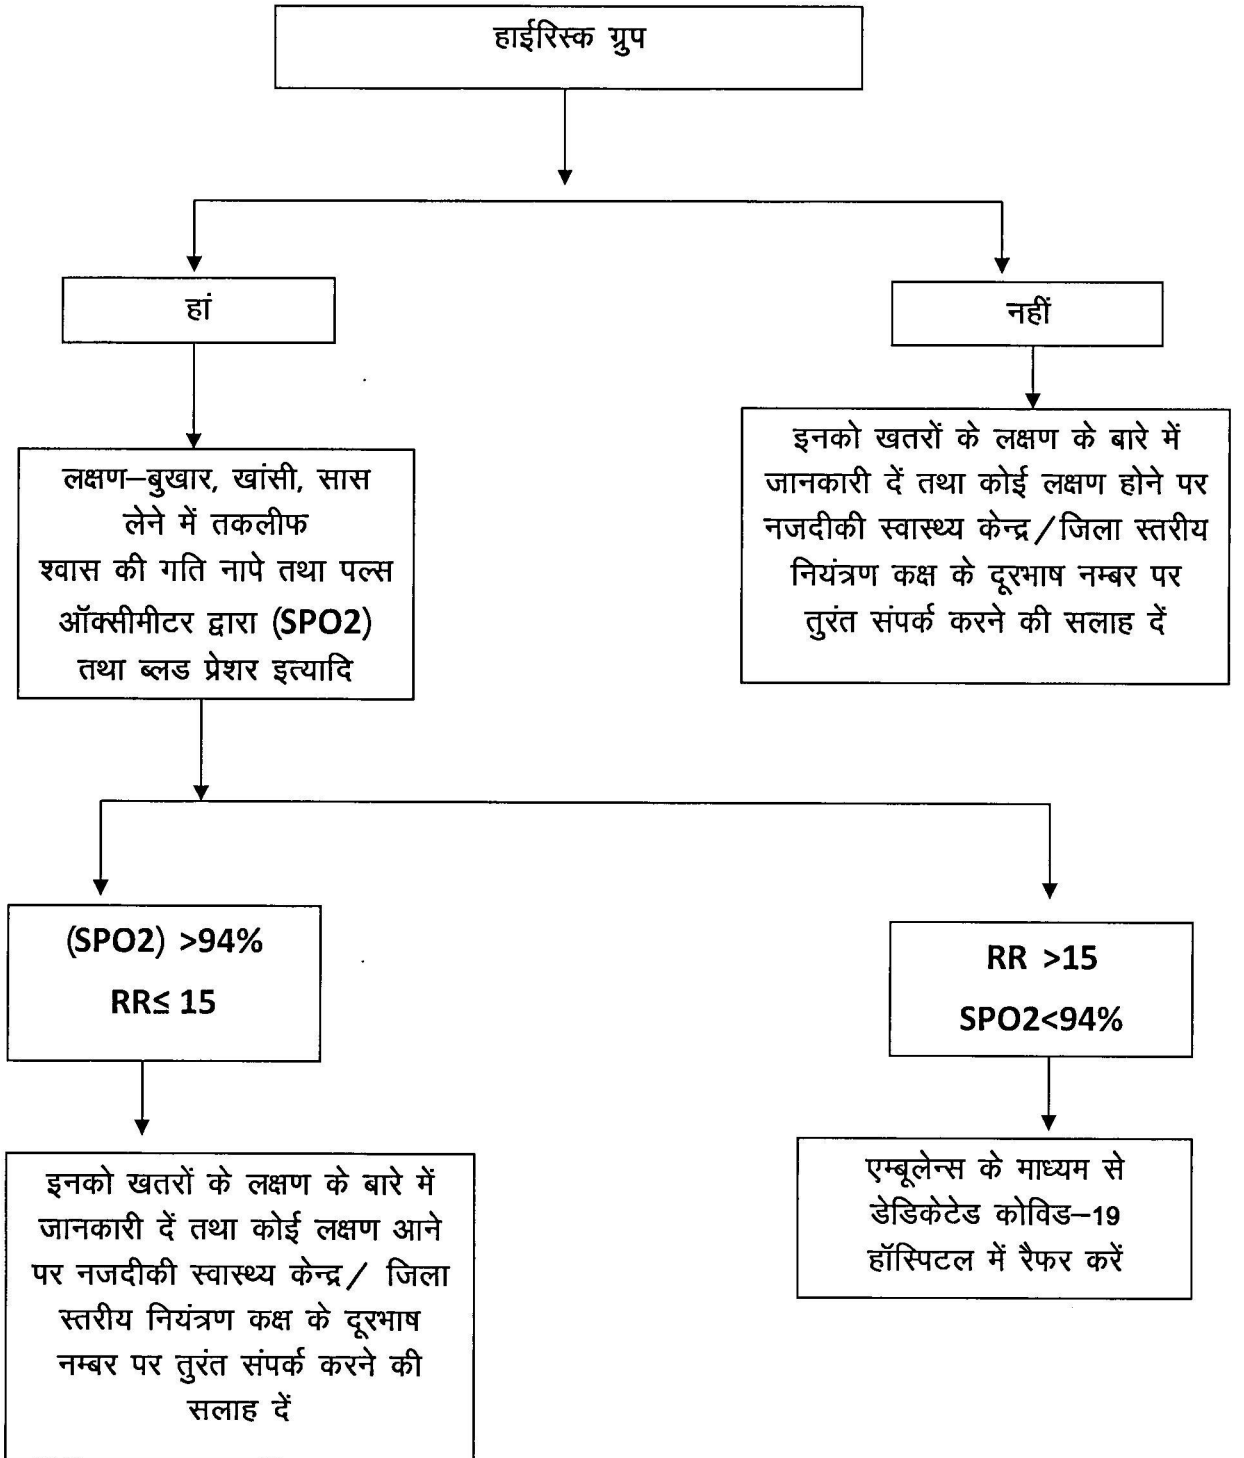 हाईरिस्क ग्रुप
हां
नहीं
लक्षण–बुखार, खांसी, सास
लेने में तकलीफ
श्वास की गति नापे तथा पल्स
ऑक्सीमीटर द्वारा (SPO2)
तथा ब्लड प्रेशर इत्यादि
इनको खतरों के लक्षण के बारे में
जानकारी दें तथा कोई लक्षण होने पर
नजदीकी स्वास्थ्य केन्द्र/जिला स्तरीय
नियंत्रण कक्ष के दूरभाष नम्बर पर
तुरंत संपर्क करने की सलाह दें
(SPO2) >94%
RR≤ 15
RR >15
SPO2<94%
इनको खतरों के लक्षण के बारे में
जानकारी दें तथा कोई लक्षण आने
पर नजदीकी स्वास्थ्य केन्द्र/ जिला
स्तरीय नियंत्रण कक्ष के दूरभाष
नम्बर पर तुरंत संपर्क करने की
सलाह दें
एम्बूलेन्स के माध्यम से
डेडिकेटेड कोविड–19
हॉस्पिटल में रैफर करें